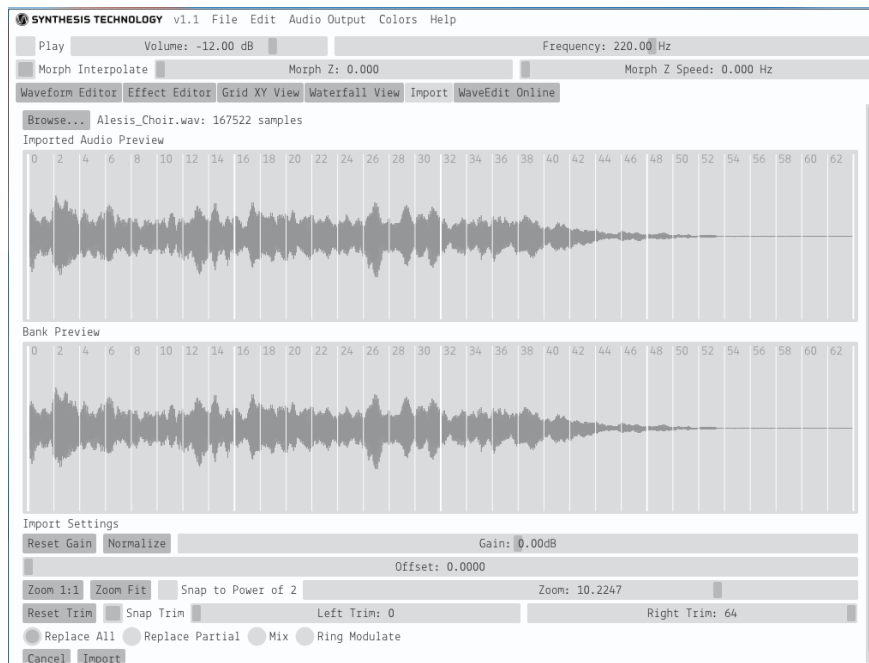 SYNTHESIS TECHNOLOGY v1.1 File Edit Audio Output Colors Help
Play Volume: -12.00 dB Frequency: 220.00 Hz
Morph Interpolate Morph Z: 0.000 Morph Z Speed: 0.000 Hz
Waveform Editor Effect Editor Grid XY View Waterfall View Import WaveEdit Online
Browse... Alesis_Choir.wav: 167522 samples
Imported Audio Preview
0 2 4 6 8 10 12 14 16 18 20 22 24 26 28 30 32 34 36 38 40 42 44 46 48 50 52 54 56 58 60 62
Bank Preview
0 2 4 6 8 10 12 14 16 18 20 22 24 26 28 30 32 34 36 38 40 42 44 46 48 50 52 54 56 58 60 62
Import Settings
Reset Gain Normalize Gain: 0.00dB
Offset: 0.0000
Zoom 1:1 Zoom Fit Snap to Power of 2 Zoom: 10.2247
Reset Trim Snap Trim Left Trim: 0 Right Trim: 64
Replace All Replace Partial Mix Ring Modulate
Cancel Import